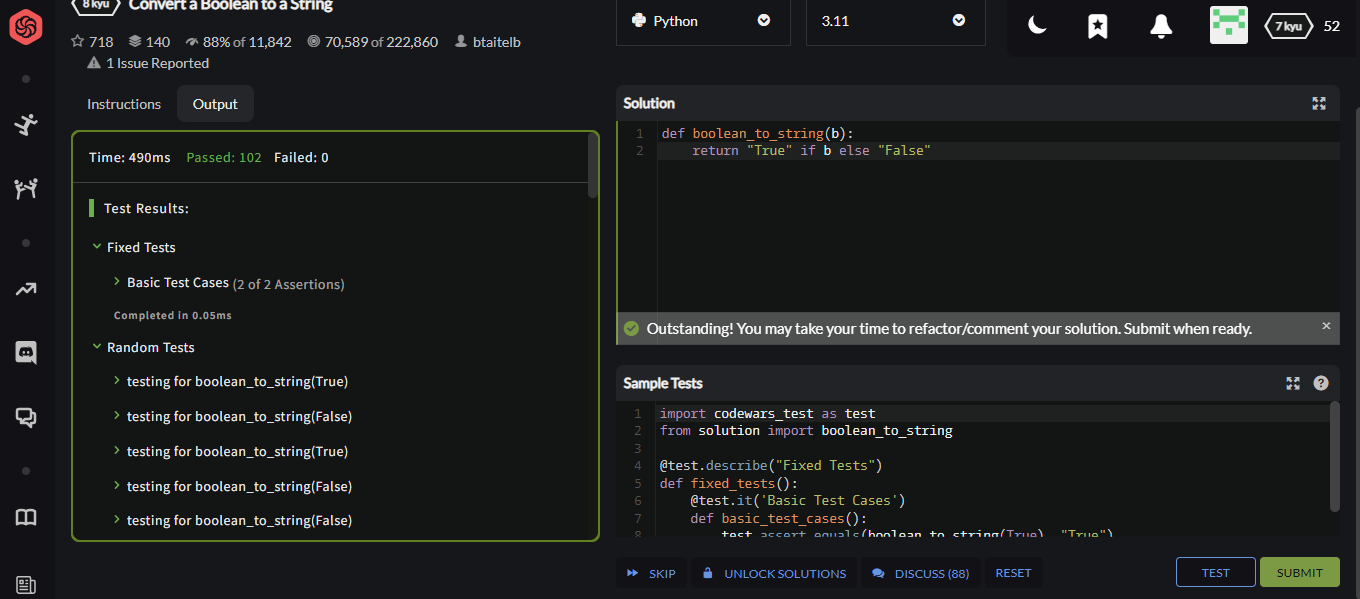 8 kyu Convert a Boolean to a String
718 140 88% of 11,842 70,589 of 222,860 btaitelb
1 Issue Reported
Instructions Output
Time: 490ms Passed: 102 Failed: 0
Test Results:
Fixed Tests
Basic Test Cases (2 of 2 Assertions)
Completed in 0.05ms
Random Tests
testing for boolean_to_string(True)
testing for boolean_to_string(False)
testing for boolean_to_string(True)
testing for boolean_to_string(False)
testing for boolean_to_string(False)
Python 3.11 7 kyu 52
Solution
1 def boolean_to_string(b):
2 return "True" if b else "False"
Outstanding! You may take your time to refactor/comment your solution. Submit when ready. ×
Sample Tests ?
1 import codewars_test as test
2 from solution import boolean_to_string
3
4 @test.describe("Fixed Tests")
5 def fixed_tests():
6 @test.it('Basic Test Cases')
7 def basic_test_cases():
8 test.assert_equals(boolean_to_string(True), "True")
SKIP UNLOCK SOLUTIONS DISCUSS (88) RESET TEST SUBMIT